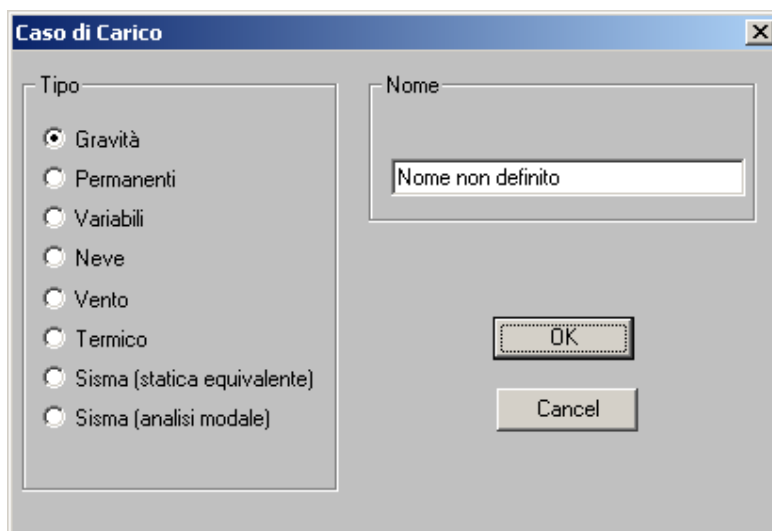 Caso di Carico
Tipo
Gravità
Permanenti
Variabili
Neve
Vento
Termico
Sisma (statica equivalente)
Sisma (analisi modale)
Nome
Nome non definito
OK
Cancel